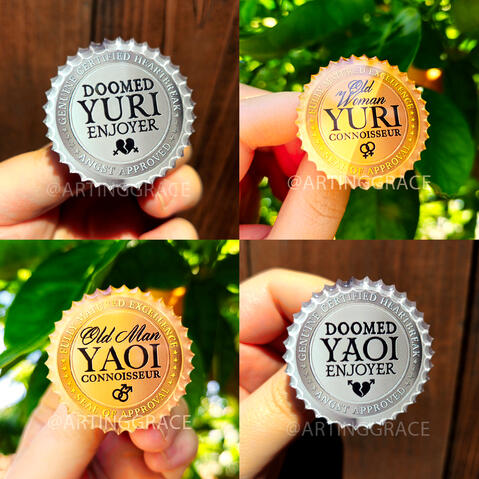 GENUINE CERTIFIED HEARTBREAK
DOOMED
YURI
ENJOYER
ANGST APPROVED
@ARTINGGRACE
FULLY MATURED EXCELLENCE
Old
Woman
YURI
CONNOISSEUR
SEAL OF APPROVAL
@ARTINGGRACE
FULLY MATURED EXCELLENCE
Old Man
YAOI
CONNOISSEUR
SEAL OF APPROVAL
@ARTINGGRACE
GENUINE CERTIFIED HEARTBREAK
DOOMED
YAOI
ENJOYER
ANGST APPROVED
@ARTINGGRACE